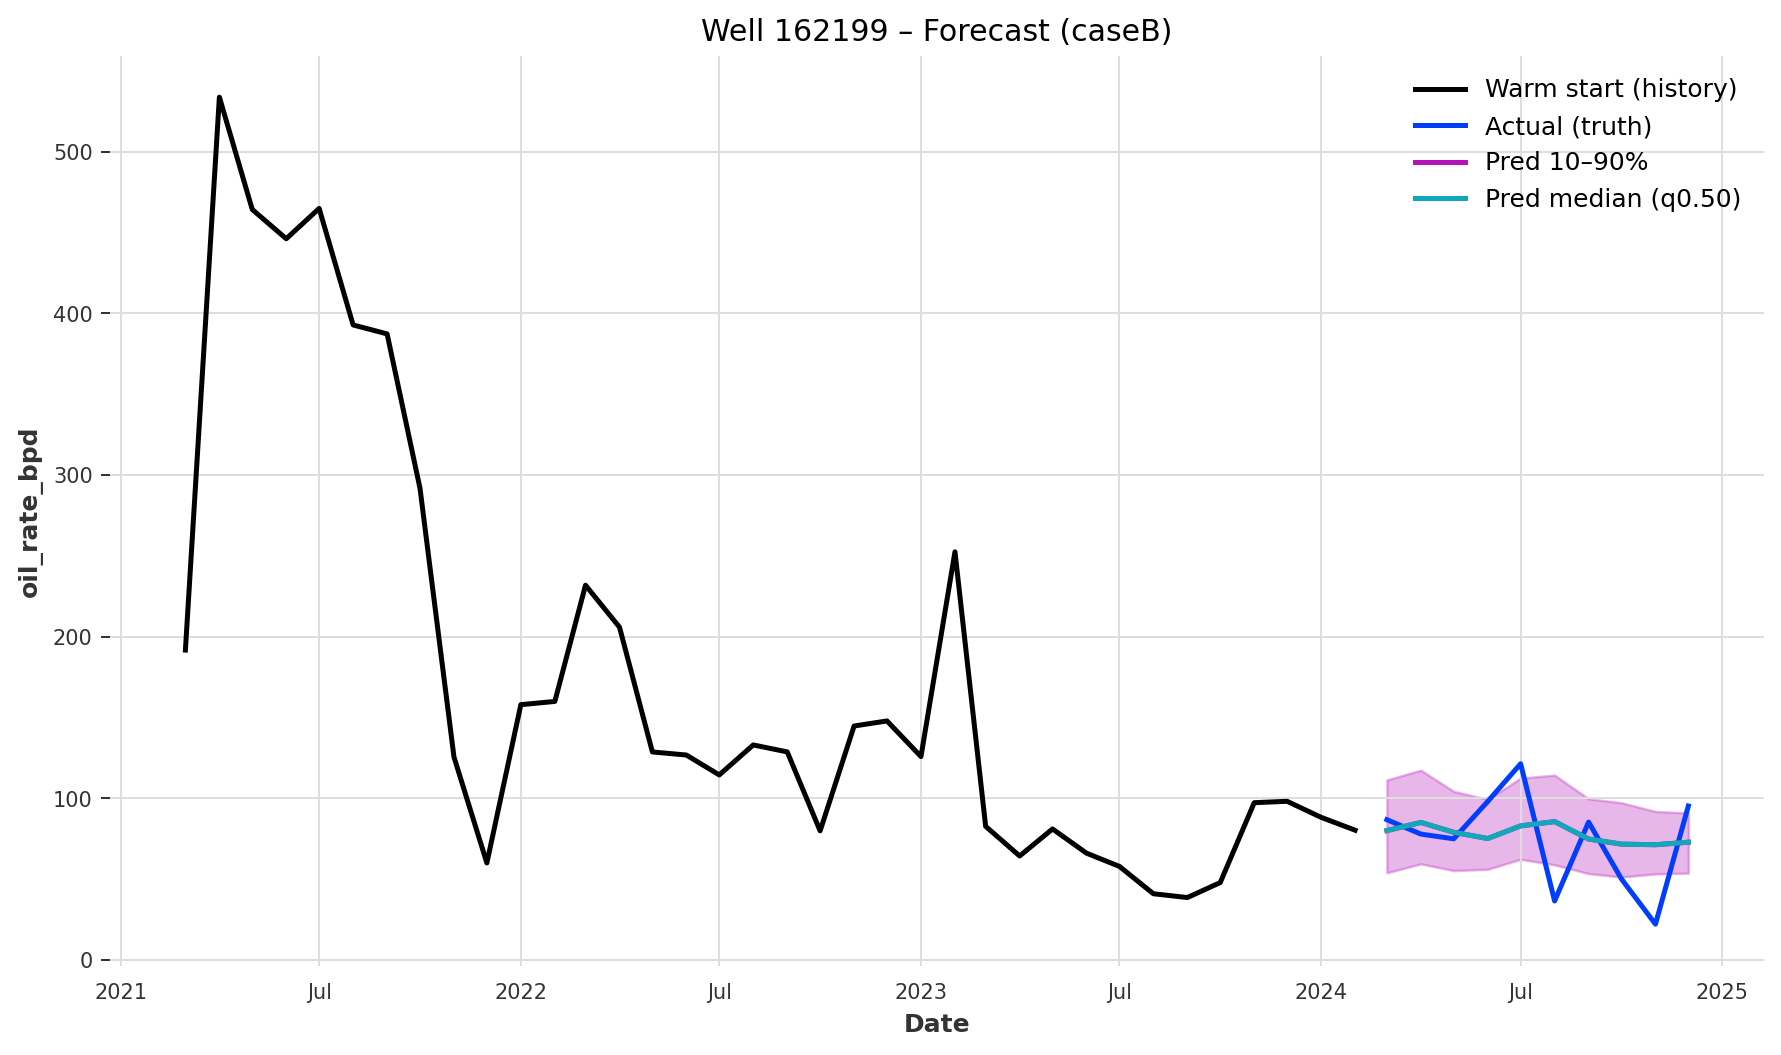 Well 162199 – Forecast (caseB)
Warm start (history)
Actual (truth)
Pred 10–90%
Pred median (q0.50)
oil_rate_bpd
500
400
300
200
100
0
2021
Jul
2022
Jul
2023
Jul
2024
Jul
2025
Date